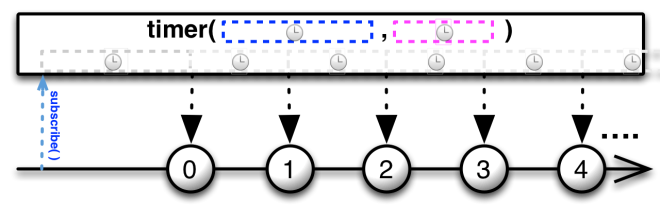 timer( , )
subscribe( )
0 1 2 3 4 ....